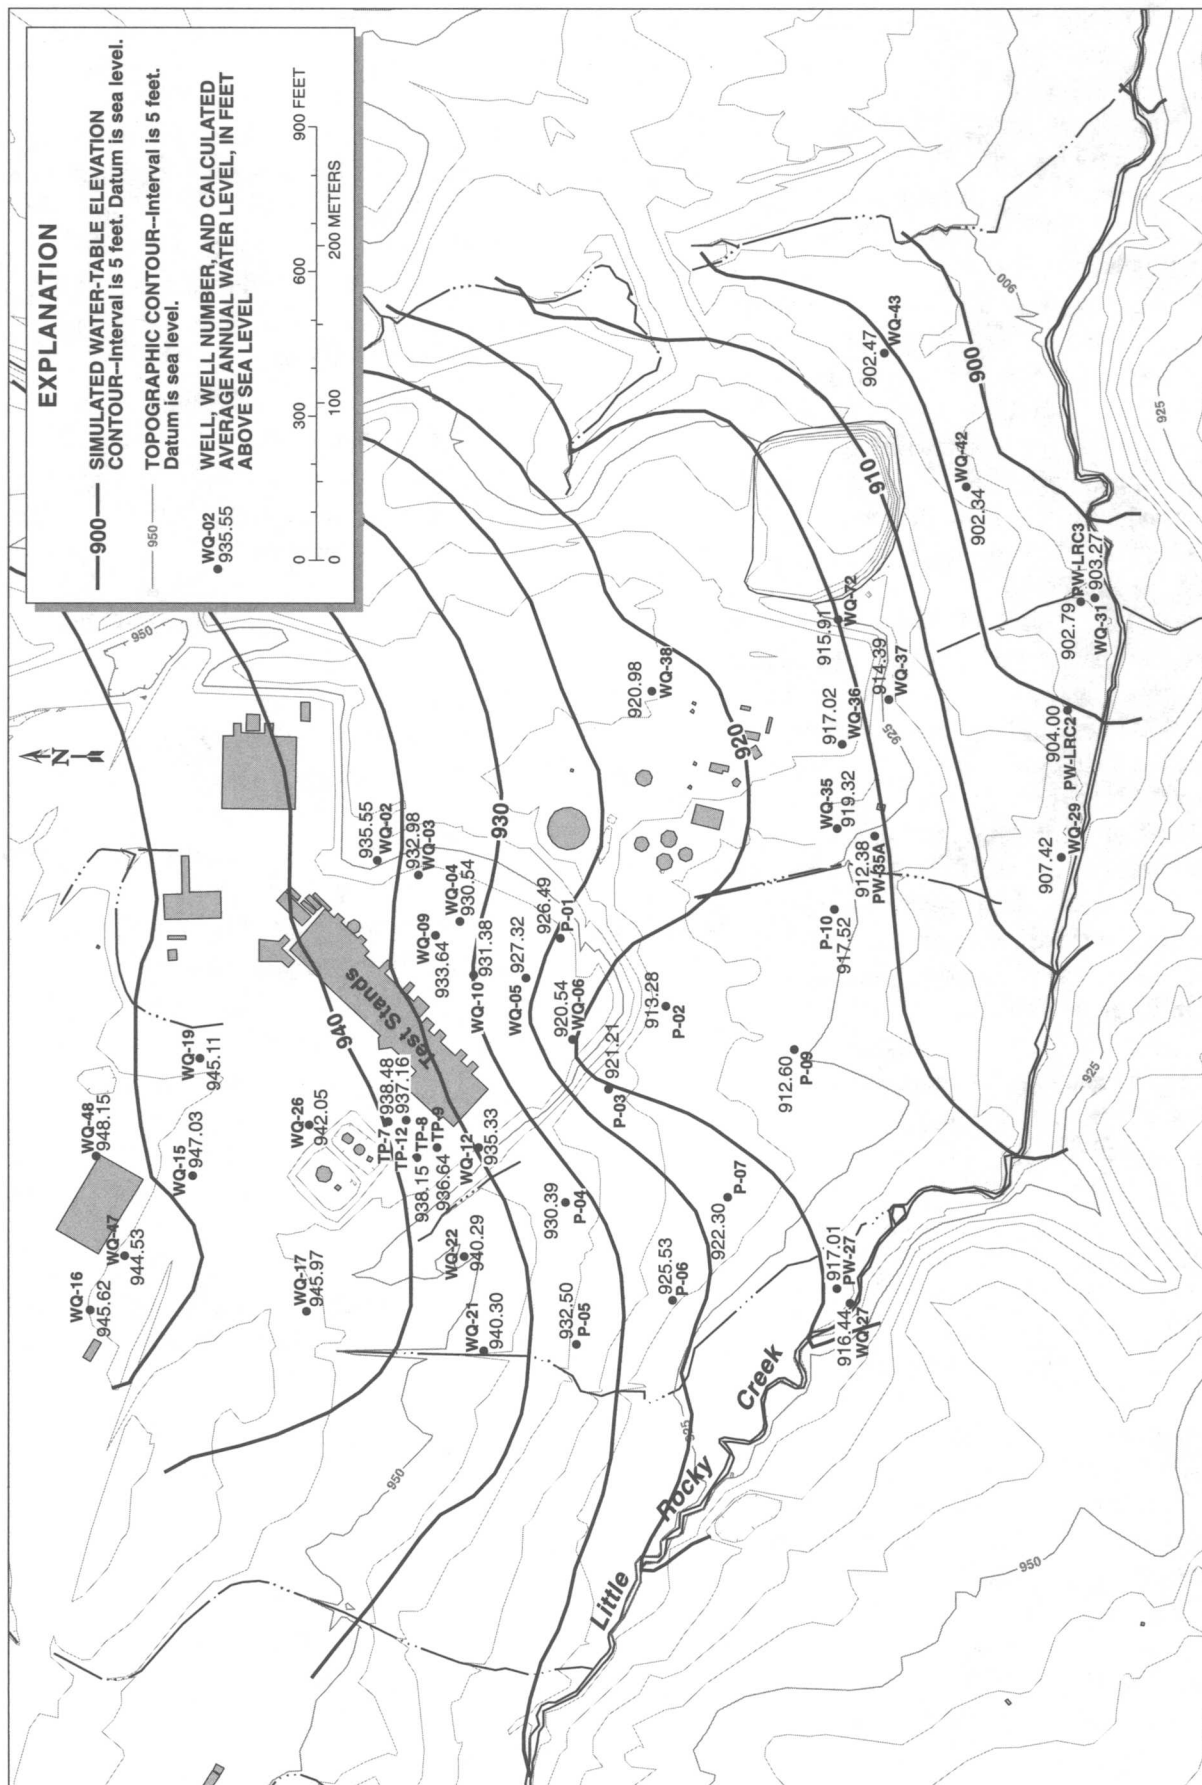 EXPLANATION
900
SIMULATED WATER-TABLE ELEVATION
CONTOUR--Interval is 5 feet. Datum is sea level.
950
TOPOGRAPHIC CONTOUR--Interval is 5 feet.
Datum is sea level.
WQ-02
935.55
WELL, WELL NUMBER, AND CALCULATED
AVERAGE ANNUAL WATER LEVEL, IN FEET
ABOVE SEA LEVEL
0 300 600 900 FEET
0 100 200 METERS
N
950
WQ-16
945.62
WQ-47
944.53
WQ-48
948.15
WQ-15
947.03
WQ-19
945.11
WQ-17
945.97
WQ-26
942.05
940
Test Stands
TP-7
938.48
TP-12
937.16
TP-8
938.15
TP-9
936.64
WQ-12
935.33
WQ-22
940.29
WQ-21
940.30
935.55
WQ-02
932.98
WQ-03
WQ-04
930.54
WQ-09
933.64
WQ-10
931.38
930
WQ-05
927.32
926.49
P-01
920.54
WQ-06
921.21
P-03
913.28
P-02
930.39
P-04
932.50
P-05
925.53
P-06
922.30
P-07
950
925
Little Rocky Creek
917.01
PW-27
916.44
WQ-27
912.60
P-09
P-10
917.52
912.38
PW-35A
WQ-35
919.32
917.02
WQ-36
914.39
WQ-37
925
915.91
WQ-72
920.98
WQ-38
920
910
902.47
WQ-43
WQ-42
902.34
900
900
902.79
PW-LRC3
WQ-31
903.27
904.00
PW-LRC2
907.42
WQ-29
925
925
950